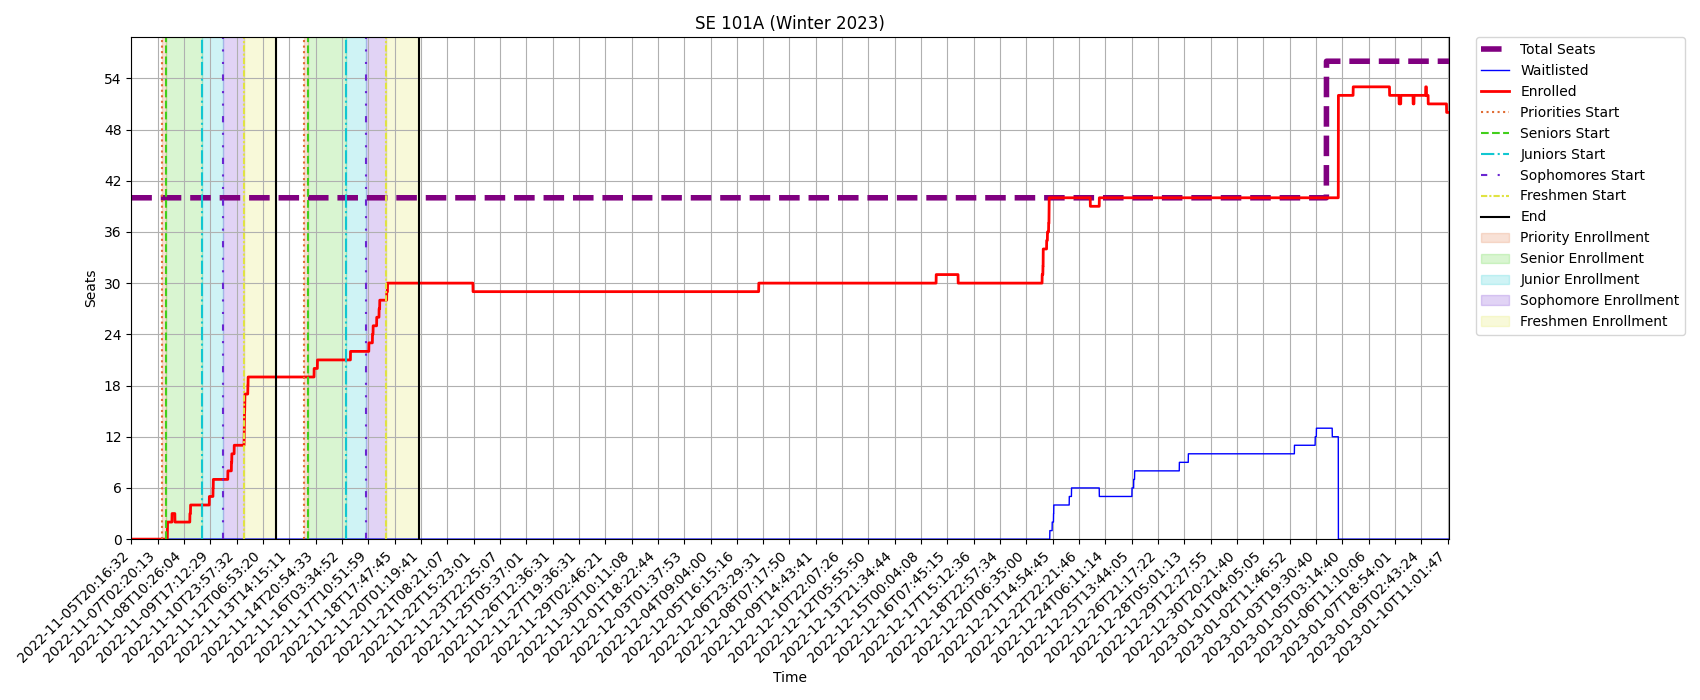 SE 101A (Winter 2023)
Seats
54
48
42
36
30
24
18
12
6
0
2022-11-05T20:16:32
2022-11-07T02:20:13
2022-11-08T10:26:04
2022-11-09T17:12:29
2022-11-10T23:57:32
2022-11-12T06:53:20
2022-11-13T14:15:11
2022-11-14T20:54:33
2022-11-16T03:34:52
2022-11-17T10:51:59
2022-11-18T17:47:45
2022-11-20T01:19:41
2022-11-21T08:21:07
2022-11-22T15:23:01
2022-11-23T22:25:07
2022-11-25T05:37:01
2022-11-26T12:36:31
2022-11-27T19:36:31
2022-11-29T02:46:21
2022-11-30T10:11:08
2022-12-01T18:22:44
2022-12-03T01:37:53
2022-12-04T09:04:00
2022-12-05T16:15:16
2022-12-06T23:29:31
2022-12-08T07:17:50
2022-12-09T14:43:41
2022-12-10T22:07:26
2022-12-12T05:55:50
2022-12-13T13:34:44
2022-12-15T00:04:08
2022-12-16T07:45:15
2022-12-17T15:12:36
2022-12-18T22:57:34
2022-12-20T06:35:00
2022-12-21T14:54:45
2022-12-22T22:21:46
2022-12-24T06:11:14
2022-12-25T13:44:05
2022-12-26T21:17:22
2022-12-28T05:01:13
2022-12-29T12:27:55
2022-12-30T20:21:40
2023-01-01T04:05:05
2023-01-02T11:46:52
2023-01-03T19:30:40
2023-01-05T03:14:40
2023-01-06T11:10:06
2023-01-07T18:54:01
2023-01-09T02:43:24
2023-01-10T11:01:47
Time
Total Seats
Waitlisted
Enrolled
Priorities Start
Seniors Start
Juniors Start
Sophomores Start
Freshmen Start
End
Priority Enrollment
Senior Enrollment
Junior Enrollment
Sophomore Enrollment
Freshmen Enrollment